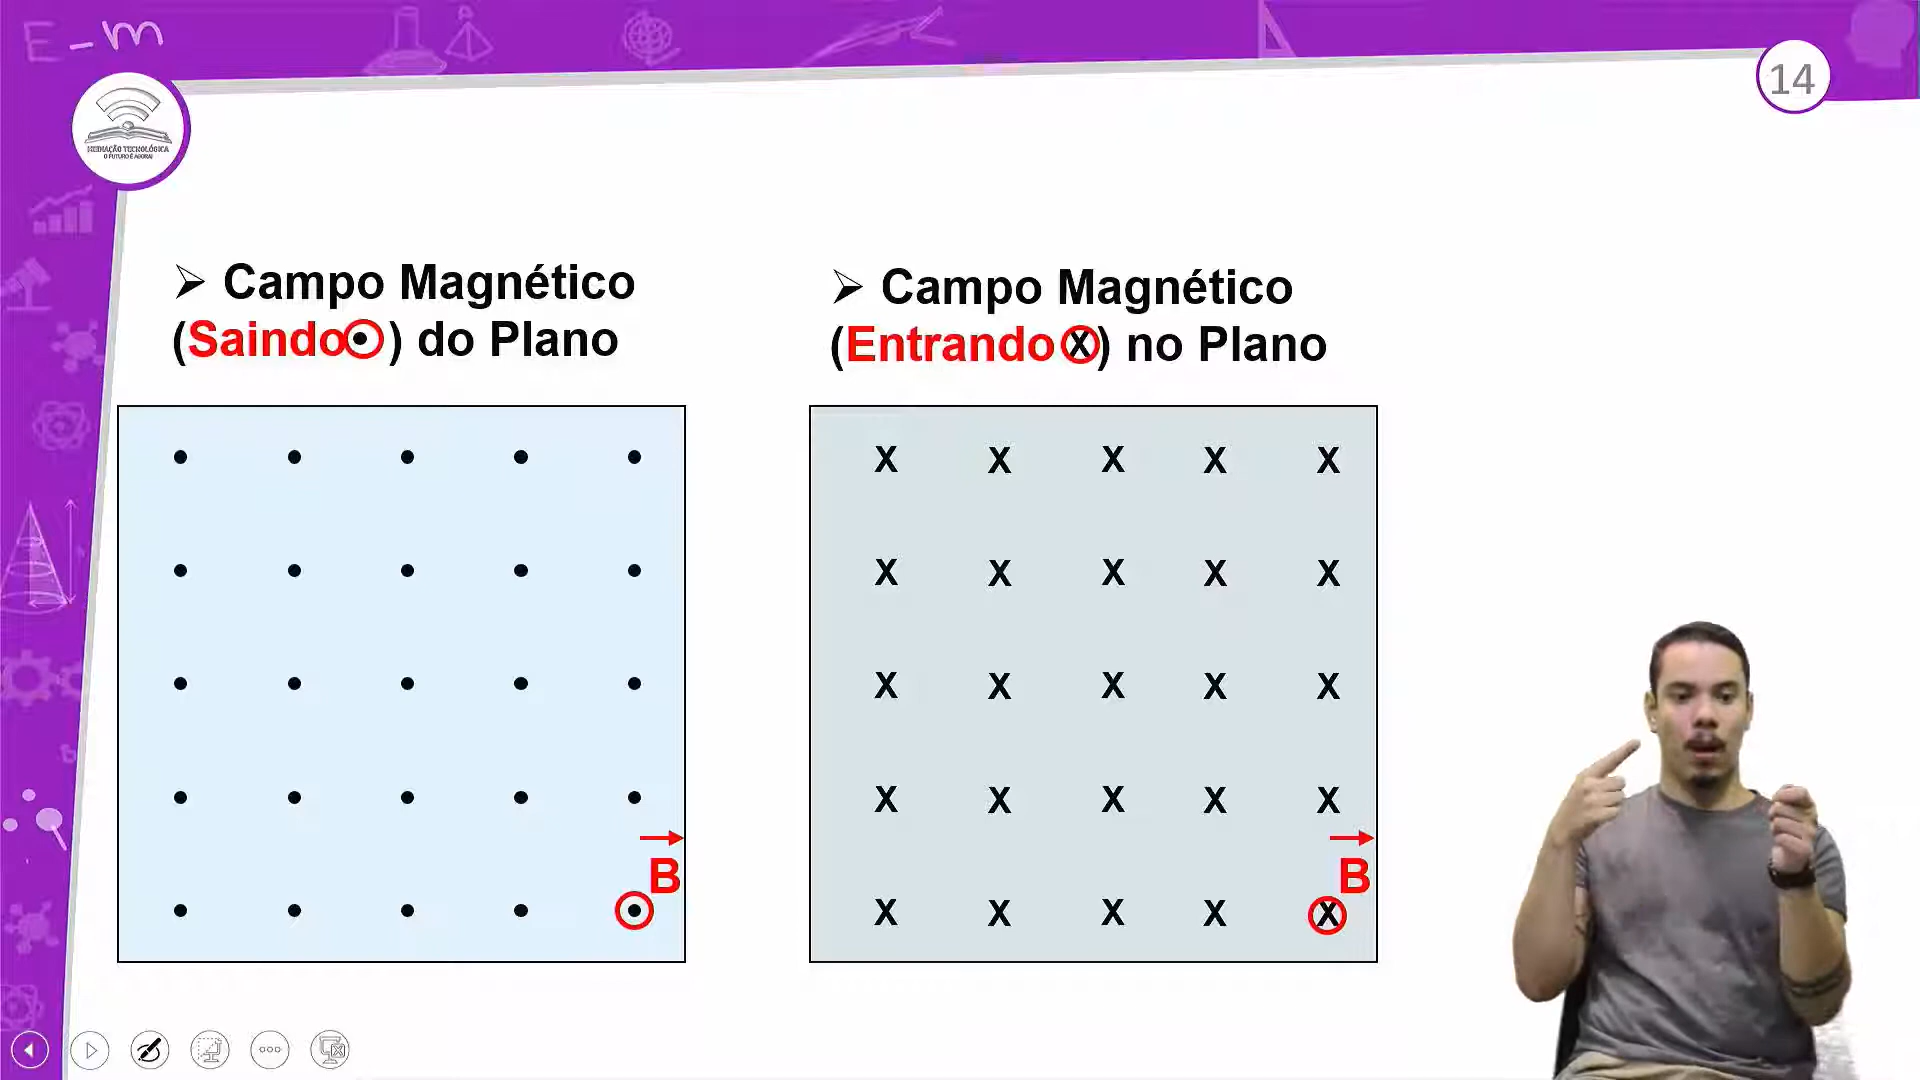 E-m
14
MEDIAÇÃO TECNOLÓGICA
O FUTURO É AGORA!
➢ Campo Magnético
(Saindo ) do Plano
➢ Campo Magnético
(Entrando X) no Plano
B
X X X X X
X X X X X
X X X X X
X X X X X
B
X X X X X